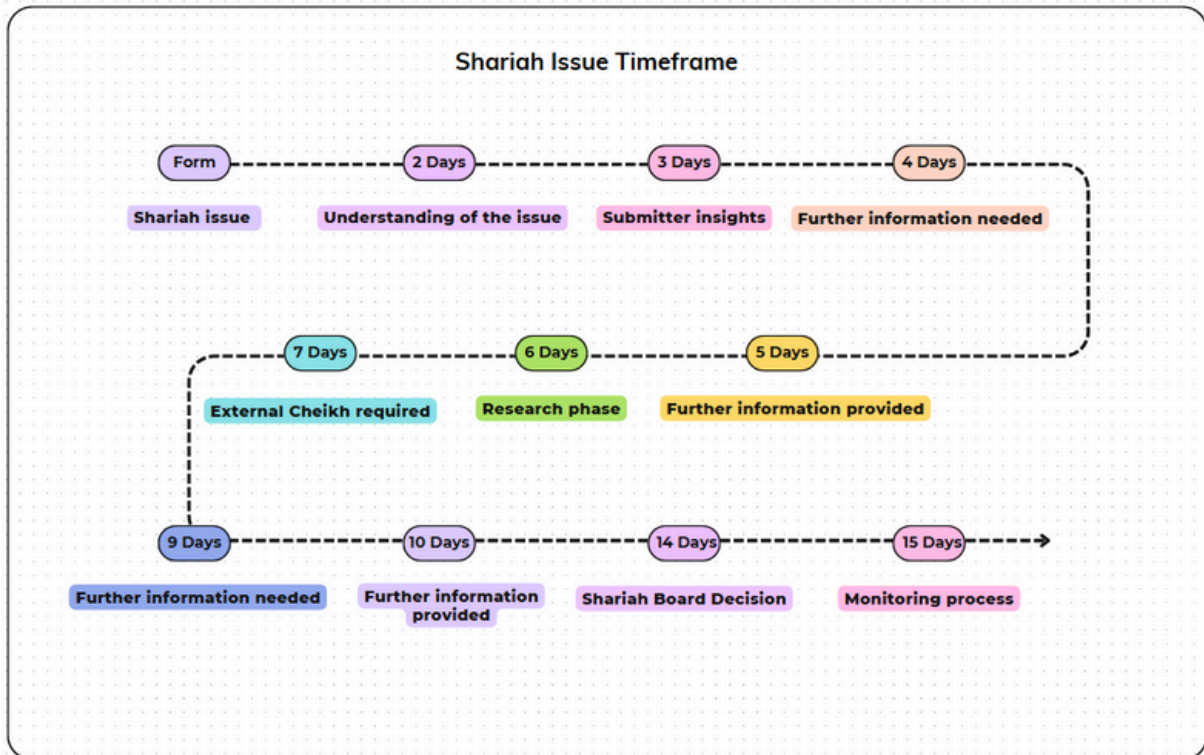 Shariah Issue Timeframe
Form
2 Days
3 Days
4 Days
Shariah issue
Understanding of the issue
Submitter insights
Further information needed
7 Days
6 Days
5 Days
External Cheikh required
Research phase
Further information provided
9 Days
10 Days
14 Days
15 Days
Further information needed
Further information
provided
Shariah Board Decision
Monitoring process